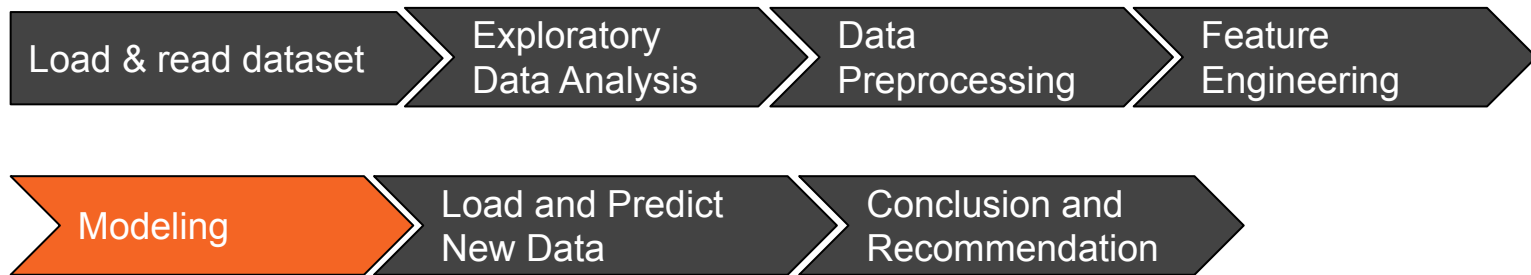 Load & read dataset
Exploratory
Data Analysis
Data
Preprocessing
Feature
Engineering
Modeling
Load and Predict
New Data
Conclusion and
Recommendation